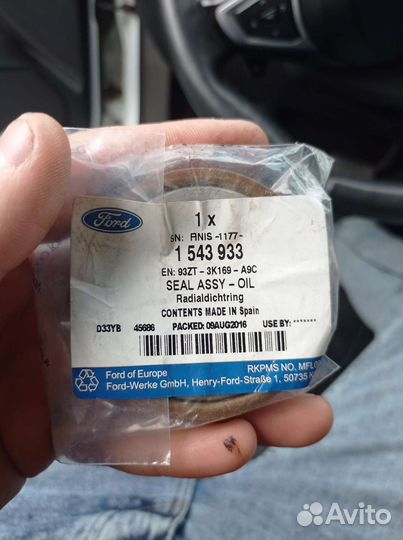 Ford
1 x
SN: FINIS -1177-
1 543 933
EN: 93ZT - 3K169 - A9C
SEAL ASSY - OIL
Radialdichtring
CONTENTS MADE IN Spain
D33YB 45686 PACKED: 09AUG2016 USE BY: *******
Ford of Europe
Ford-Werke GmbH, Henry-Ford-Straße 1, 50735
RKPMS NO.
Avito